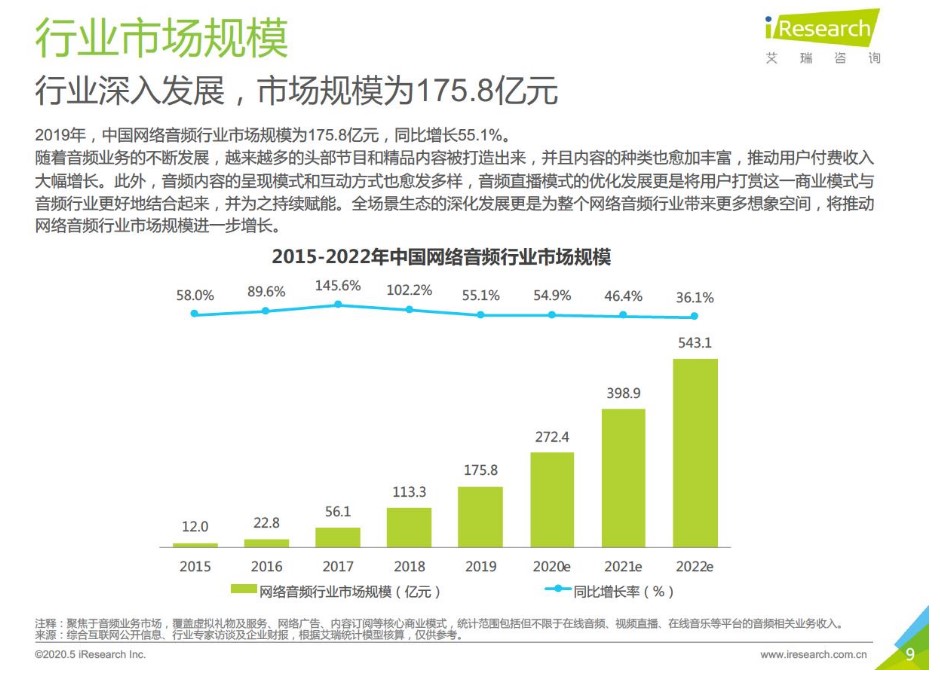 行业市场规模
iResearch
艾瑞咨询
行业深入发展，市场规模为175.8亿元
2019年，中国网络音频行业市场规模为175.8亿元，同比增长55.1%。
随着音频业务的不断发展，越来越多的头部节目和精品内容被打造出来，并且内容的种类也愈加丰富，推动用户付费收入
大幅增长。此外，音频内容的呈现模式和互动方式也愈发多样，音频直播模式的优化发展更是将用户打赏这一商业模式与
音频行业更好地结合起来，并为之持续赋能。全场景生态的深化发展更是为整个网络音频行业带来更多想象空间，将推动
网络音频行业市场规模进一步增长。
2015-2022年中国网络音频行业市场规模
58.0% 89.6% 145.6% 102.2% 55.1% 54.9% 46.4% 36.1%
12.0 22.8 56.1 113.3 175.8 272.4 398.9 543.1
2015 2016 2017 2018 2019 2020e 2021e 2022e
网络音频行业市场规模（亿元） 同比增长率（%）
注释：聚焦于音频业务市场，覆盖虚拟礼物及服务、网络广告、内容订阅等核心商业模式，统计范围包括但不限于在线音频、视频直播、在线音乐等平台的音频相关业务收入。
来源：综合互联网公开信息、行业专家访谈及企业财报，根据艾瑞统计模型核算，仅供参考。
©2020.5 iResearch Inc. www.iresearch.com.cn 9